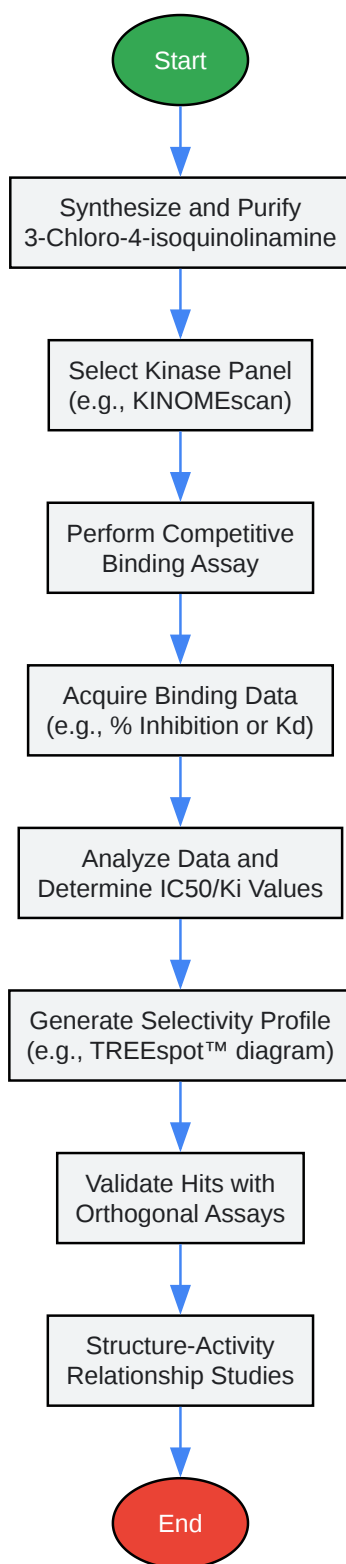 Start
Synthesize and Purify
3-Chloro-4-isoquinolinamine
Select Kinase Panel
(e.g., KINOMEscan)
Perform Competitive
Binding Assay
Acquire Binding Data
(e.g., % Inhibition or Kd)
Analyze Data and
Determine IC50/Ki Values
Generate Selectivity Profile
(e.g., TREEspot™ diagram)
Validate Hits with
Orthogonal Assays
Structure-Activity
Relationship Studies
End